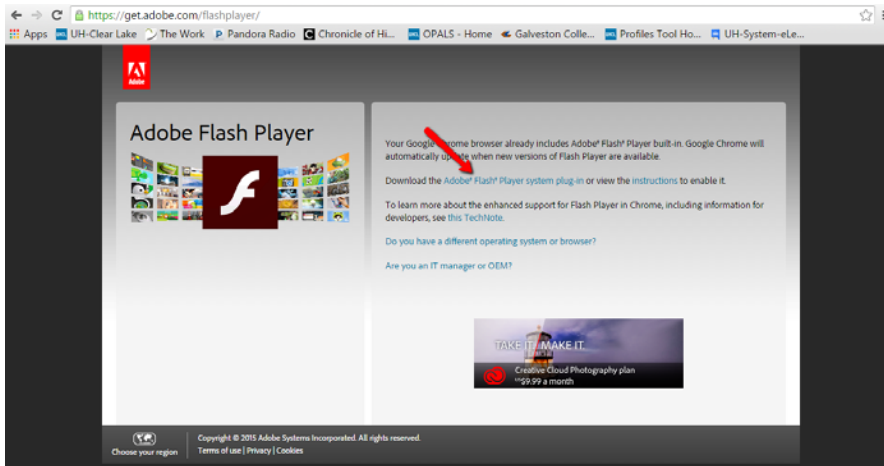 https://get.adobe.com/flashplayer/
Apps UH-Clear Lake The Work Pandora Radio Chronicle of Hi... OPALS - Home Galveston Colle... Profiles Tool Ho... UH-System-eLe...
Adobe
Adobe Flash Player
Your Google Chrome browser already includes Adobe® Flash® Player built-in. Google Chrome will
automatically update when new versions of Flash Player are available.
Download the Adobe® Flash® Player system plug-in or view the instructions to enable it.
To learn more about the enhanced support for Flash Player in Chrome, including information for
developers, see this TechNote.
Do you have a different operating system or browser?
Are you an IT manager or OEM?
TAKE IT. MAKE IT.
Creative Cloud Photography plan
US$9.99 a month
Choose your region
Copyright © 2015 Adobe Systems Incorporated. All rights reserved.
Terms of use | Privacy | Cookies